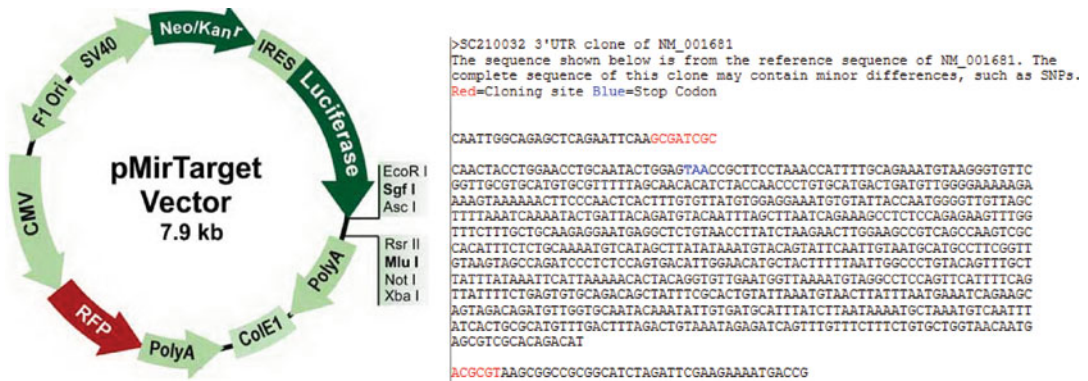 Neo/Kanr
IRES
SV40
Luciferase
F1 Ori
pMirTarget
Vector
7.9 kb
CMV
EcoR I
Sgf I
Asc I
Rsr II
Mlu I
Not I
Xba I
PolyA
ColE1
PolyA
RFP
>SC210032 3'UTR clone of NM_001681
The sequence shown below is from the reference sequence of NM_001681. The
complete sequence of this clone may contain minor differences, such as SNPs.
Red=Cloning site Blue=Stop Codon
CAATTGGCAGAGCTCAGAATTCAAGCGATCGC
CAACTACCTGGAACCTGCAATACTGGAGTAACCGCTTCCTAAACCATTTTGCAGAAATGTAAGGGTGTTC
GGTTGCGTGCATGTGCGTTTTTAGCAACACATCTACCAACCCTGTGCATGACTGATGTTGGGGAAAAAGA
AAAGTAAAAAACTTCCCAACTCACTTTGTGTTATGTGGAGGAAATGTGTATTACCAATGGGGTTGTTAGC
TTTTAAATCAAAATACTGATTACAGATGTACAATTTAGCTTAATCAGAAAGCCTCTCCAGAGAAGTTTGG
TTTCTTTGCTGCAAGAGGAATGAGGCTCTGTAACCTTATCTAAGAACTTGGAAGCCGTCAGCCAAGTCGC
CACATTTCTCTGCAAAATGTCATAGCTTATATAAATGTACAGTATTCAATTGTAATGCATGCCTTCGGTT
GTAAGTAGCCAGATCCCTCTCCAGTGACATTGGAACATGCTACTTTTTAATTGGCCCTGTACAGTTTGCT
TATTTATAAATTCATTAAAAACACTACAGGTGTTGAATGGTTAAAATGTAGGCCTCCAGTTCATTTTCAG
TTATTTTCTGAGTGTGCAGACAGCTATTTCGCACTGTATTAAATGTAACTTATTTAATGAAATCAGAAGC
AGTAGACAGATGTTGGTGCAATACAAATATTGTGATGCATTTATCTTAATAAAATGCTAAATGTCAATTT
ATCACTGCGCATGTTTGACTTTAGACTGTAAATAGAGATCAGTTTGTTTCTTTCTGTGCTGGTAACAATG
AGCGTCGCACAGACAT
ACGCGTAAGCGGCCGCGGCATCTAGATTCGAAGAAAATGACCG